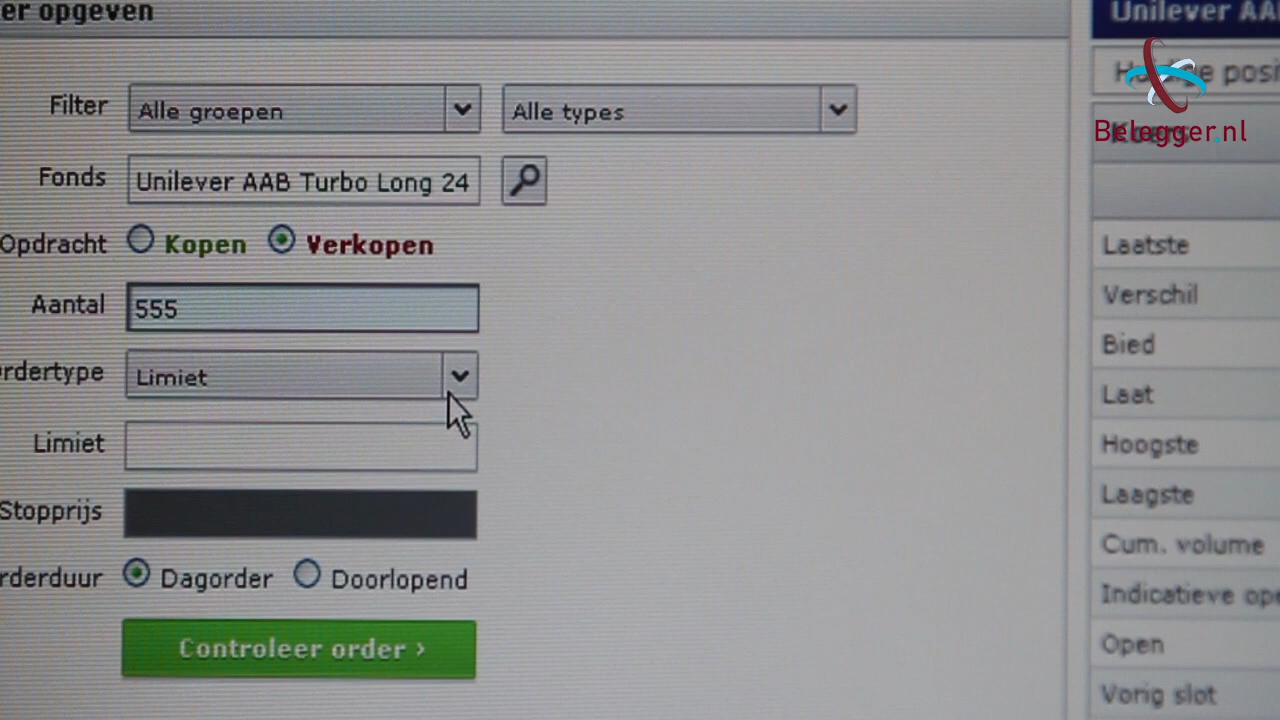 er opgeven
Filter
Alle groepen
Alle types
Fonds
Unilever AAB Turbo Long 24
Opdracht
Kopen
Verkopen
Aantal
555
rdertype
Limiet
Limiet
Stopprijs
rderduur
Dagorder
Doorlopend
Controleer order ›
Unilever AA
posi
Belegger.nl
Laatste
Verschil
Bied
Laat
Hoogste
Laagste
Cum. volume
Indicatieve ope
Open
Vorig slot